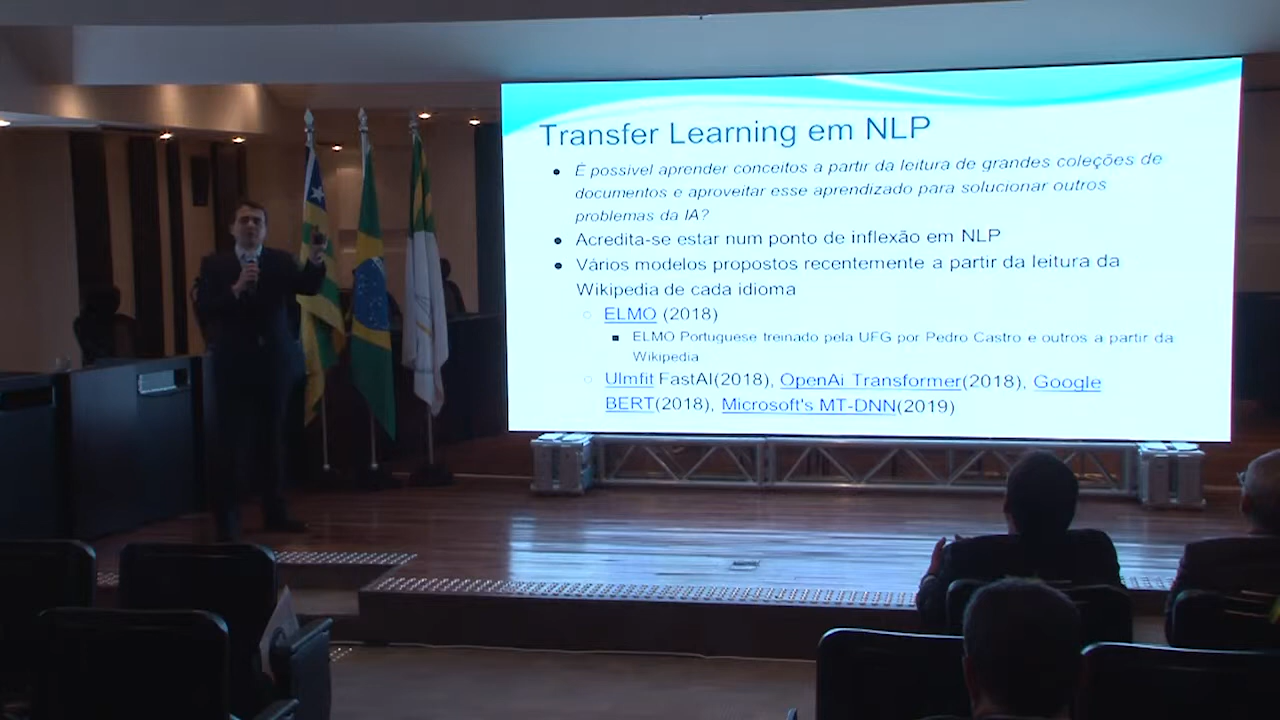 Transfer Learning em NLP
É possível aprender conceitos a partir da leitura de grandes coleções de
documentos e aproveitar esse aprendizado para solucionar outros
problemas da IA?
Acredita-se estar num ponto de inflexão em NLP
Vários modelos propostos recentemente a partir da leitura da
Wikipedia de cada idioma
ELMO (2018)
ELMO Portuguese treinado pela UFG por Pedro Castro e outros a partir da
Wikipedia
Ulmfit FastAI(2018), OpenAi Transformer(2018), Google
BERT(2018), Microsoft's MT-DNN(2019)